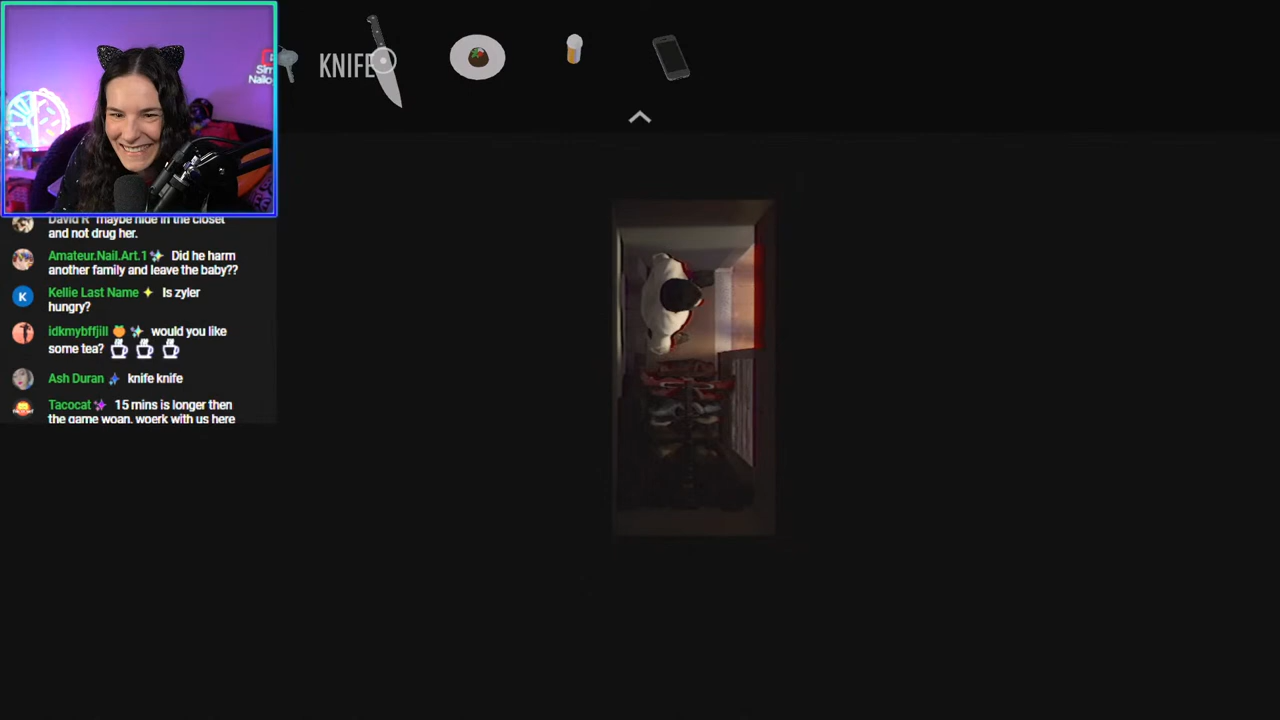 KNIFE
David R maybe hide in the closet
and not drug her.
Amateur.Nail.Art.1 Did he harm
another family and leave the baby??
K Kellie Last Name Is zyler
hungry?
idkmybffjill would you like
some tea?
Ash Duran knife knife
Tacocat 15 mins is longer then
the game woan, wperk with us here